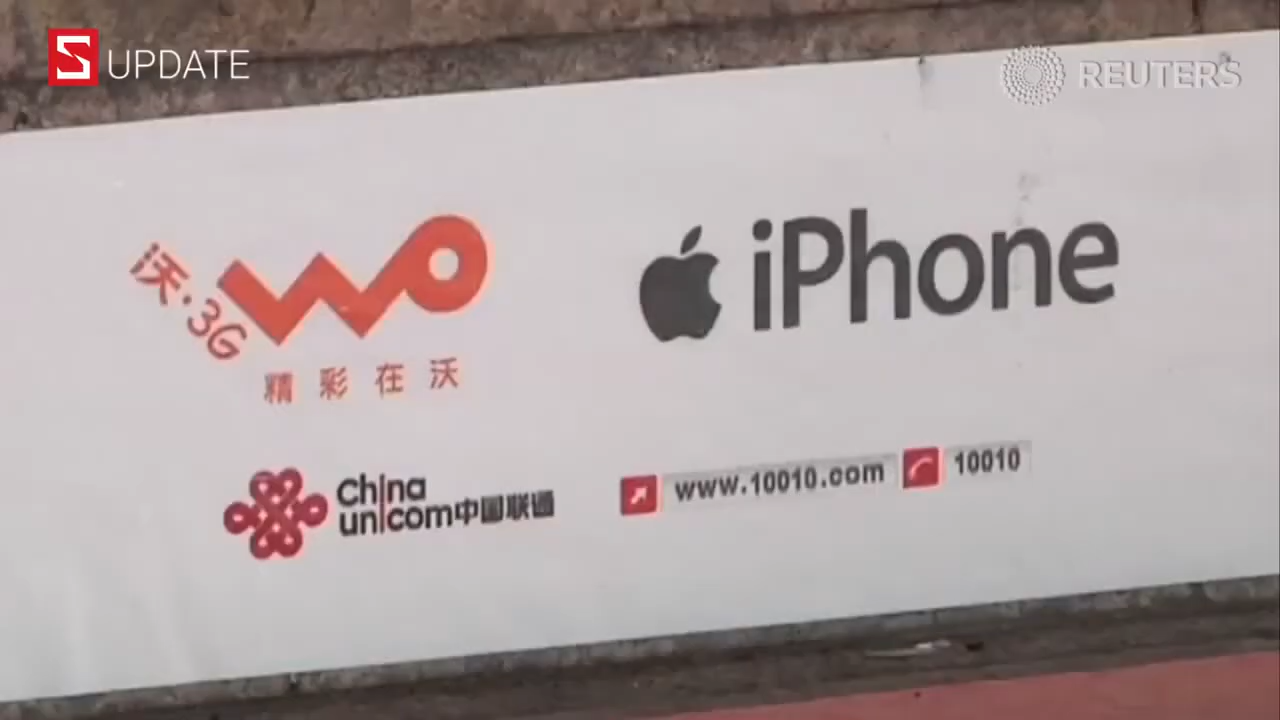 S UPDATE
REUTERS
沃·3G
wo
iPhone
精彩在沃
China
unicom中国联通
www.10010.com
10010